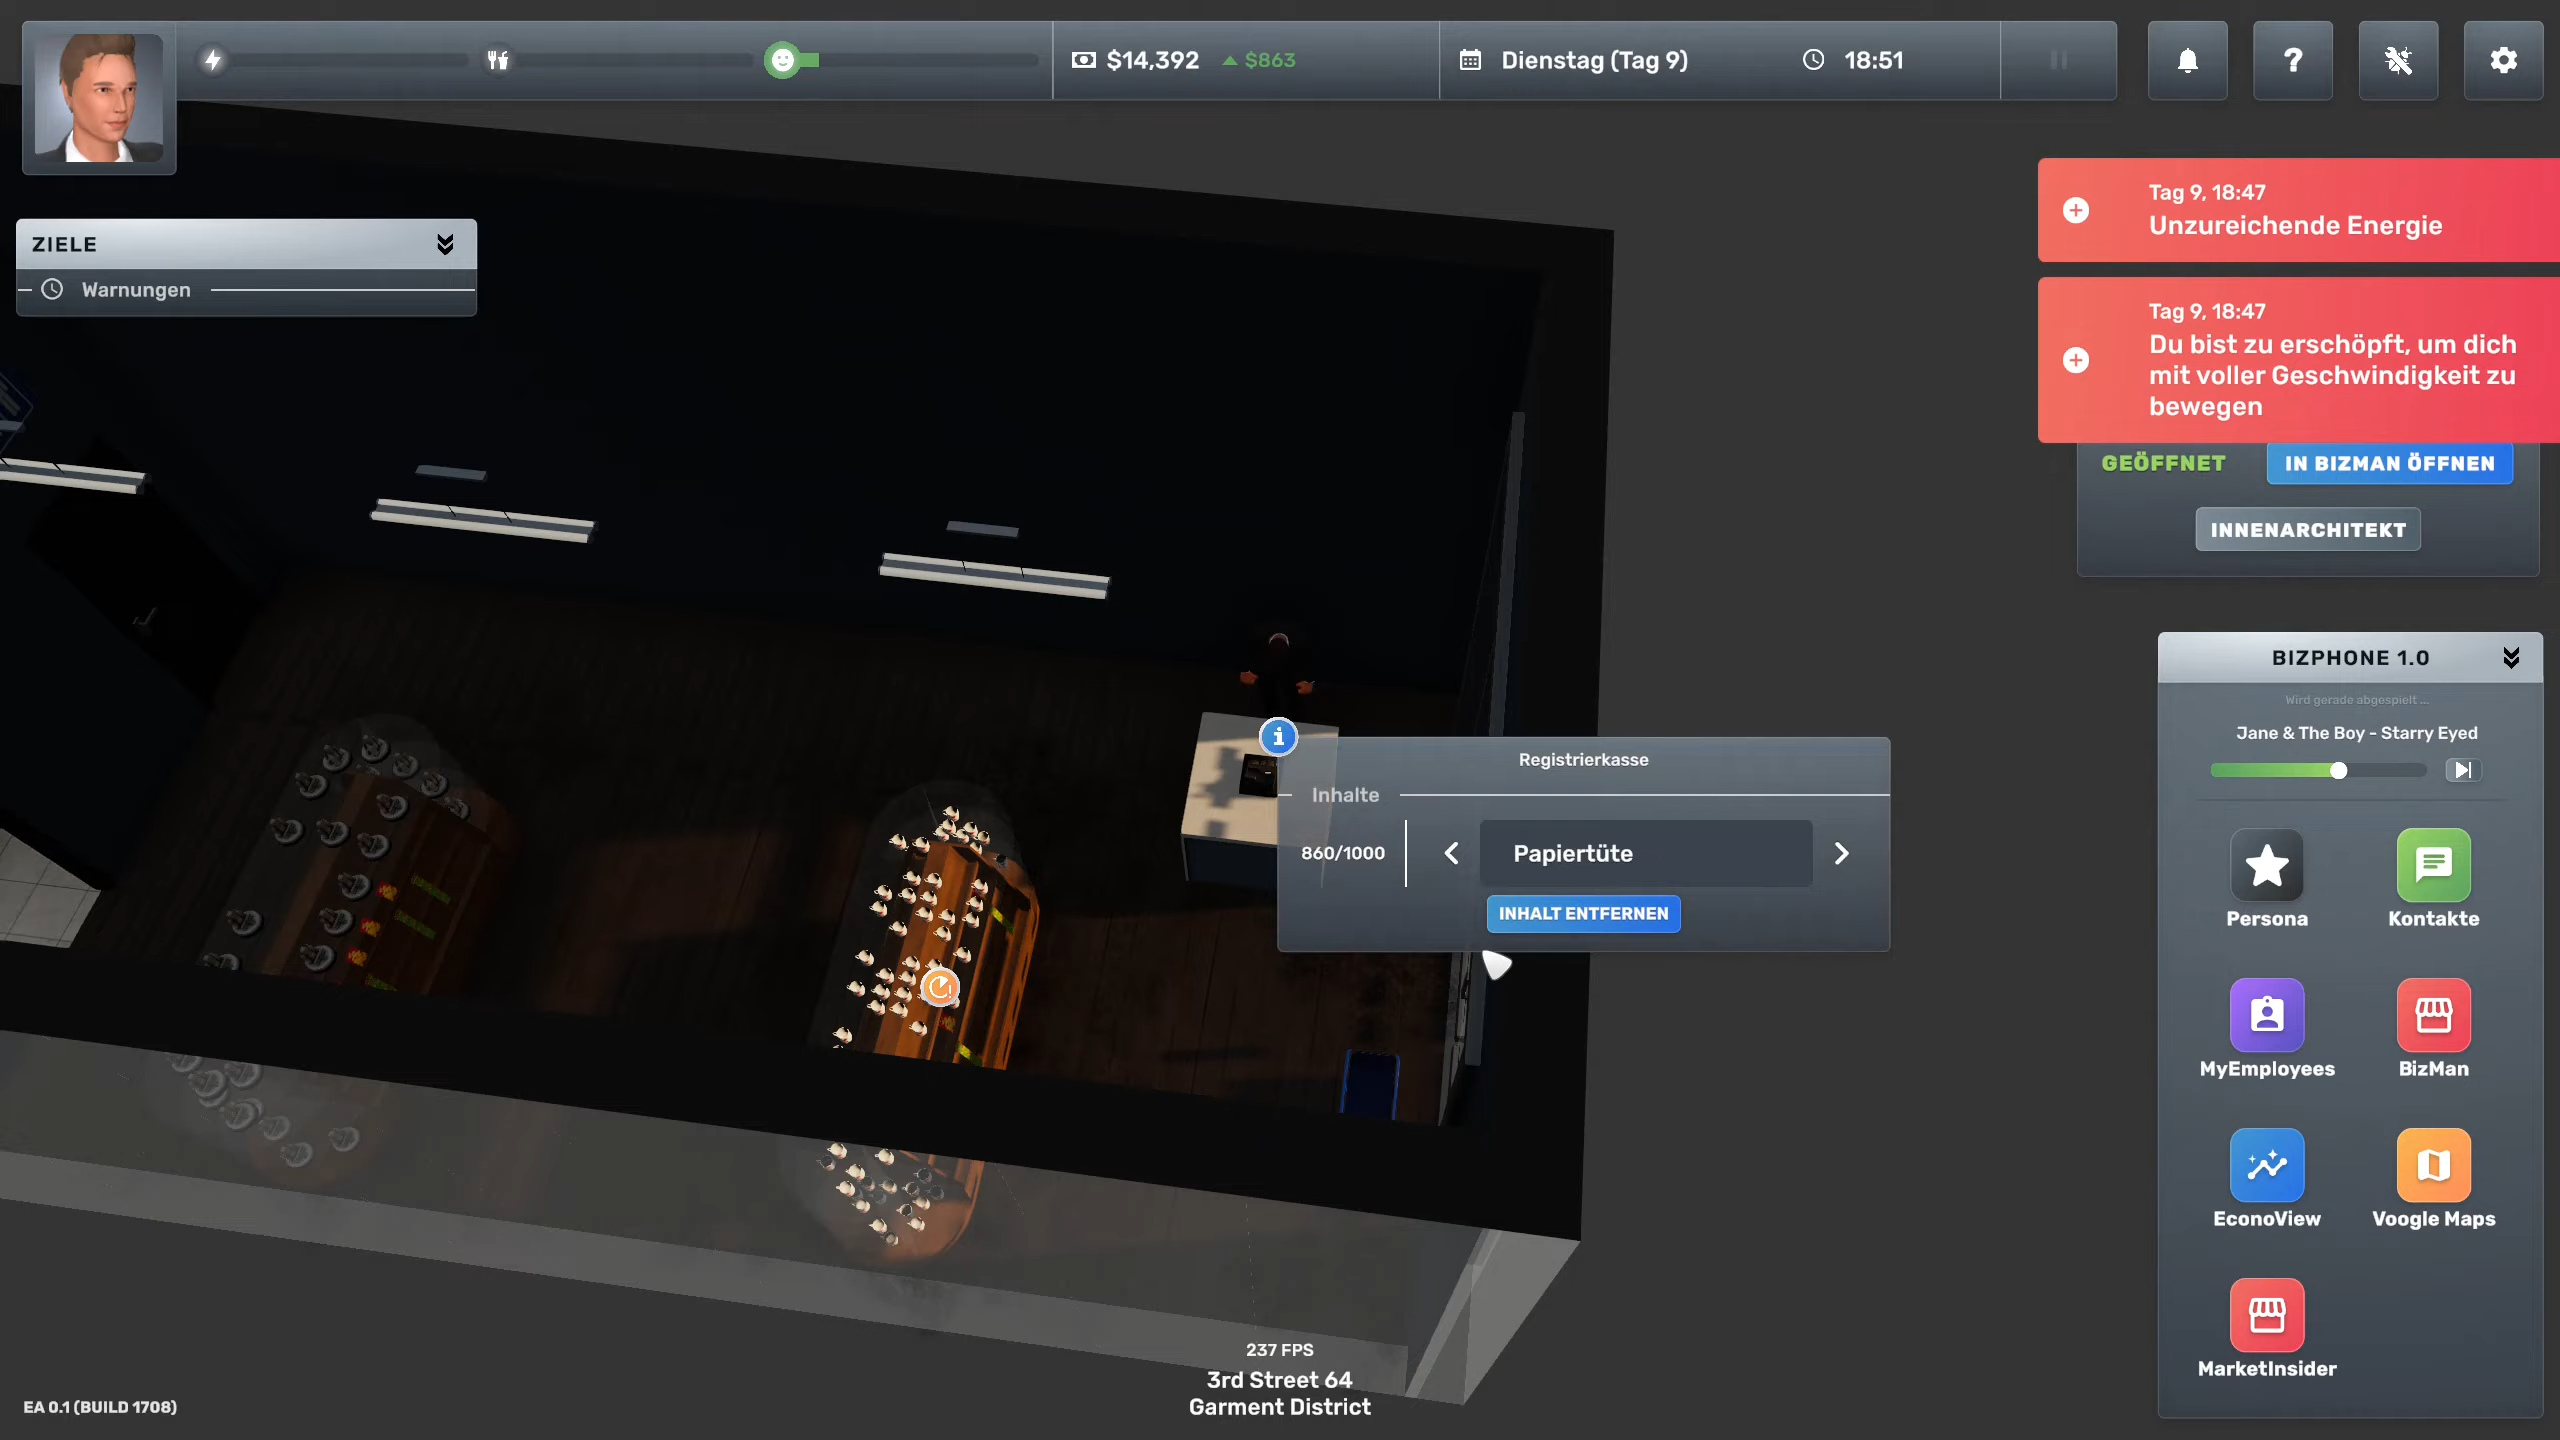 $14,392
$863
Dienstag (Tag 9)
18:51
?
ZIELE
Warnungen
Tag 9, 18:47
Unzureichende Energie
Tag 9, 18:47
Du bist zu erschöpft, um dich
mit voller Geschwindigkeit zu
bewegen
GEÖFFNET
IN BIZMAN ÖFFNEN
INNENARCHITEKT
BIZPHONE 1.0
Wird gerade abgespielt ...
Jane & The Boy - Starry Eyed
Persona
Kontakte
MyEmployees
BizMan
EconoView
Voogle Maps
MarketInsider
Registrierkasse
Inhalte
860/1000
Papiertüte
INHALT ENTFERNEN
237 FPS
3rd Street 64
Garment District
EA 0.1 (BUILD 1708)